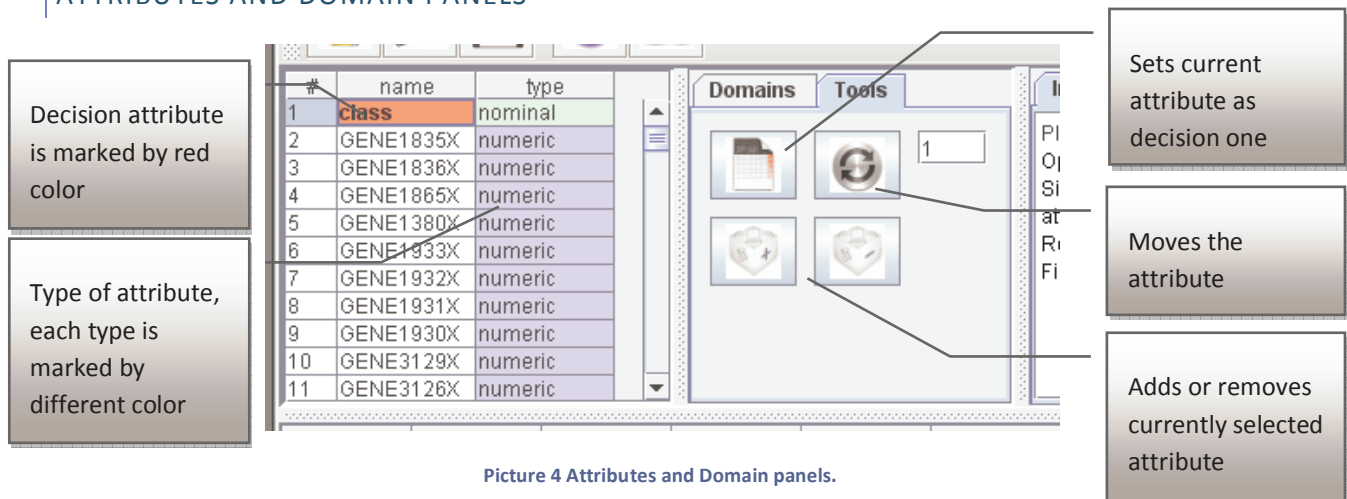 ATTRIBUTES AND DOMAIN PANELS
Decision attribute
is marked by red
color
Type of attribute,
each type is
marked by
different color
# name type
1 class nominal
2 GENE1835X numeric
3 GENE1836X numeric
4 GENE1865X numeric
5 GENE1380X numeric
6 GENE1933X numeric
7 GENE1932X numeric
8 GENE1931X numeric
9 GENE1930X numeric
10 GENE3129X numeric
11 GENE3126X numeric
Domains Tools
1
Sets current
attribute as
decision one
Moves the
attribute
Adds or removes
currently selected
attribute
Picture 4 Attributes and Domain panels.